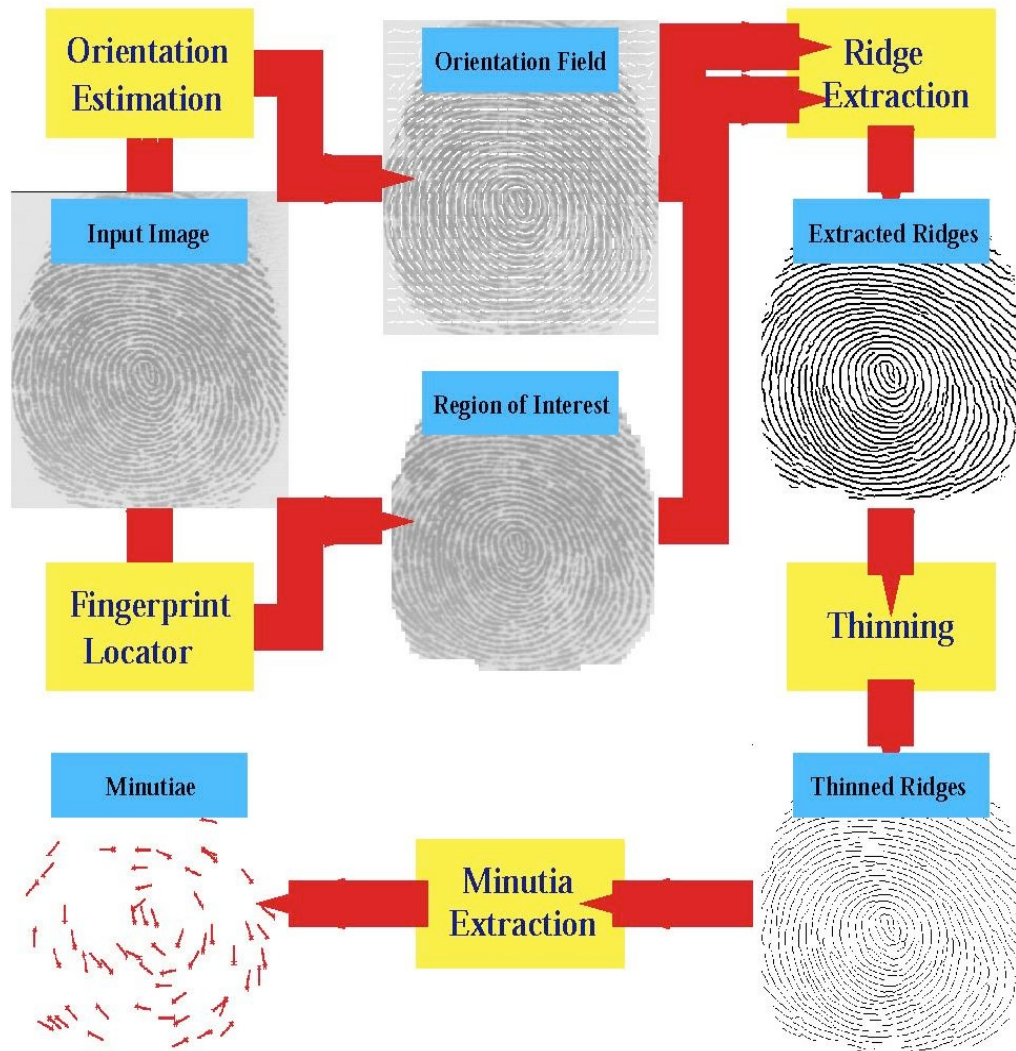 Orientation
Estimation
Orientation Field
Ridge
Extraction
Input Image
Extracted Ridges
Region of Interest
Fingerprint
Locator
Thinning
Minutiae
Thinned Ridges
Minutia
Extraction